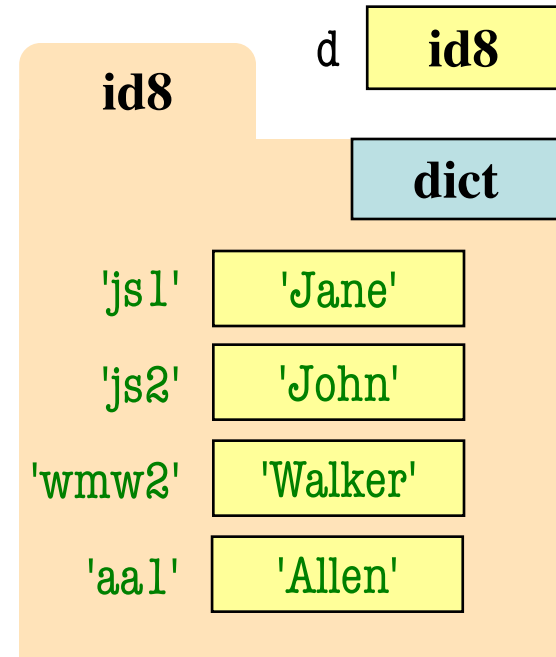 d id8
id8
dict
'js1' 'Jane'
'js2' 'John'
'wmw2' 'Walker'
'aa1' 'Allen'